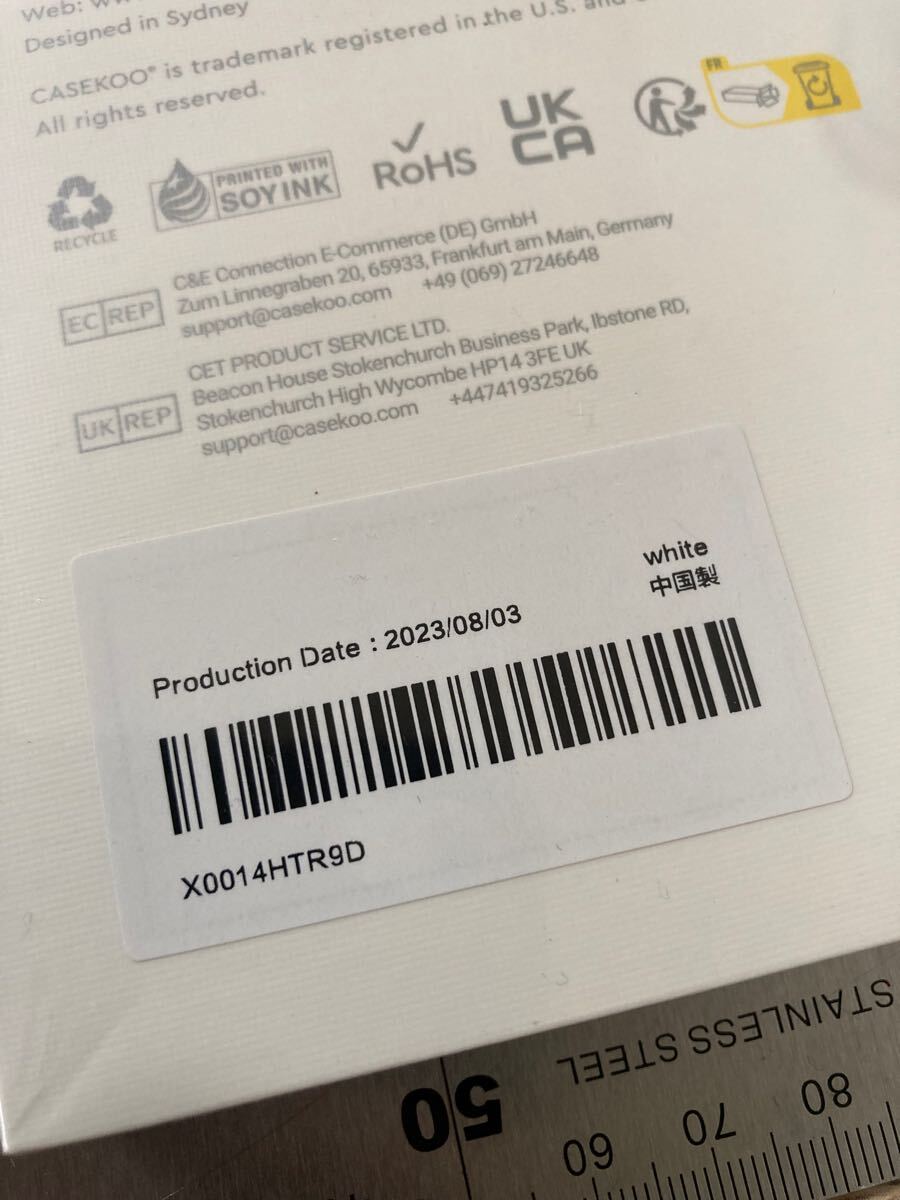 Web: 
Designed in Sydney
CASEKOO® is trademark registered in the U.S. and
All rights reserved.
RECYCLE
PRINTED WITH
SOY INK
RoHS
UK
CA
FR
EC REP
C&E Connection E-Commerce (DE) GmbH
Zum Linnegraben 20, 65933, Frankfurt am Main, Germany
support@casekoo.com +49 (069) 27246648
UK REP
CET PRODUCT SERVICE LTD.
Beacon House Stokenchurch Business Park, Ibstone RD,
Stokenchurch High Wycombe HP14 3FE UK
support@casekoo.com +447419325266
white
中国製
Production Date : 2023/08/03
X0014HTR9D
STAINLESS STEEL
50
60
70
80